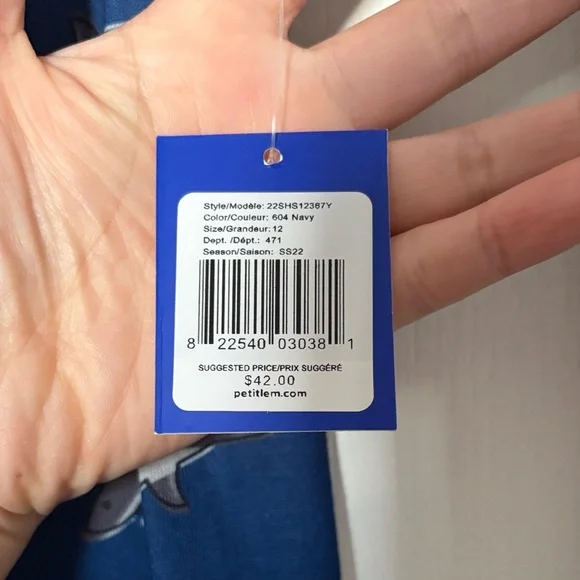 Style/Modèle: 22SHS12367Y
Color/Couleur: 604 Navy
Size/Grandeur: 12
Dept. /Dépt.: 471
Season/Saison: SS22
8 22540 03038 1
SUGGESTED PRICE/PRIX SUGGÉRÉ
$42.00
petitlem.com